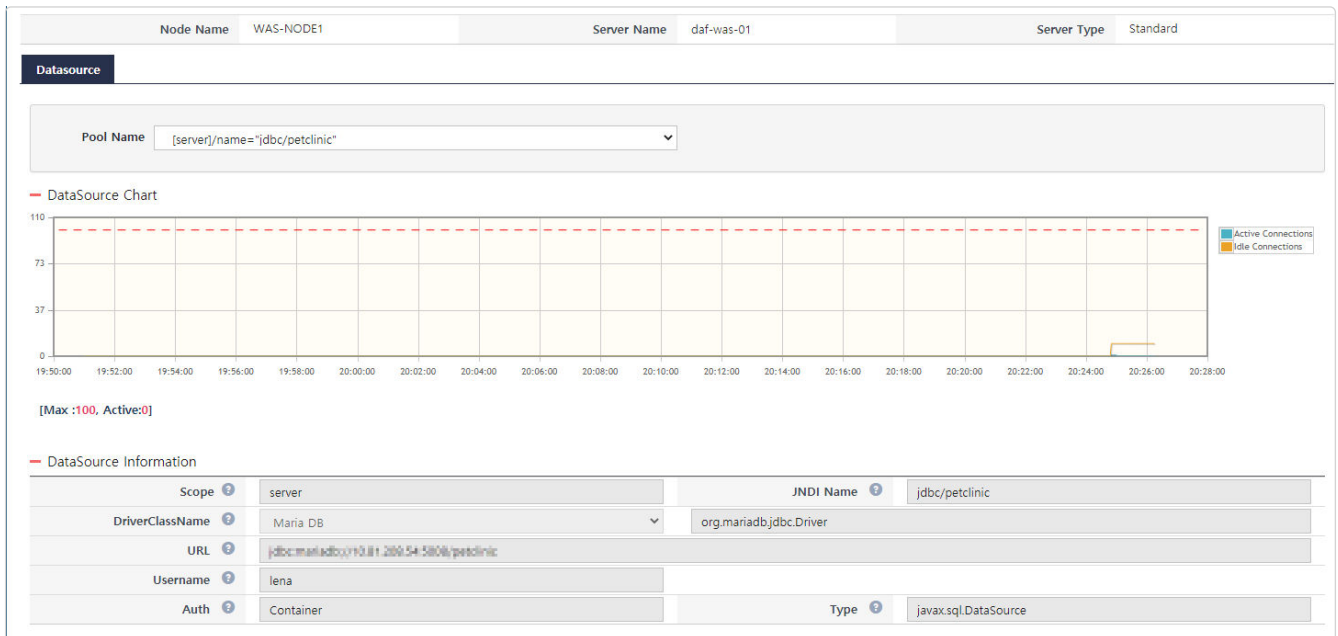 Node Name WAS-NODE1 Server Name daf-was-01 Server Type Standard
Datasource
Pool Name [server]/name="jdbc/petclinic"
DataSource Chart
110
73
37
0
19:50:00 19:52:00 19:54:00 19:56:00 19:58:00 20:00:00 20:02:00 20:04:00 20:06:00 20:08:00 20:10:00 20:12:00 20:14:00 20:16:00 20:18:00 20:20:00 20:22:00 20:24:00 20:26:00 20:28:00
Active Connections
Idle Connections
[Max :100, Active:0]
DataSource Information
Scope ? server JNDI Name ? jdbc/petclinic
DriverClassName ? Maria DB org.mariadb.jdbc.Driver
URL ?
Username ? lena
Auth ? Container Type ? javax.sql.DataSource